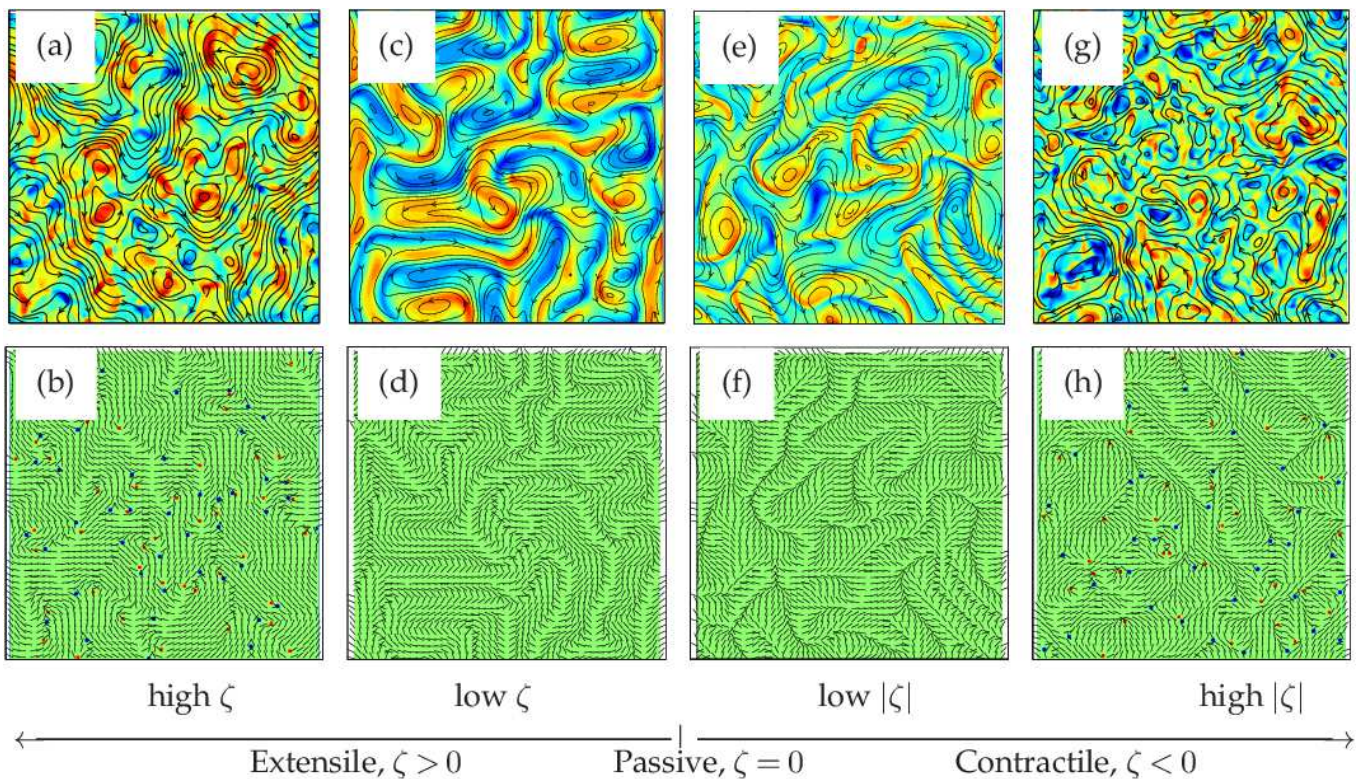 (a) (c) (e) (g)
(b) (d) (f) (h)
high ζ low ζ low |ζ| high |ζ|
Extensile, ζ > 0 Passive, ζ = 0 Contractile, ζ < 0